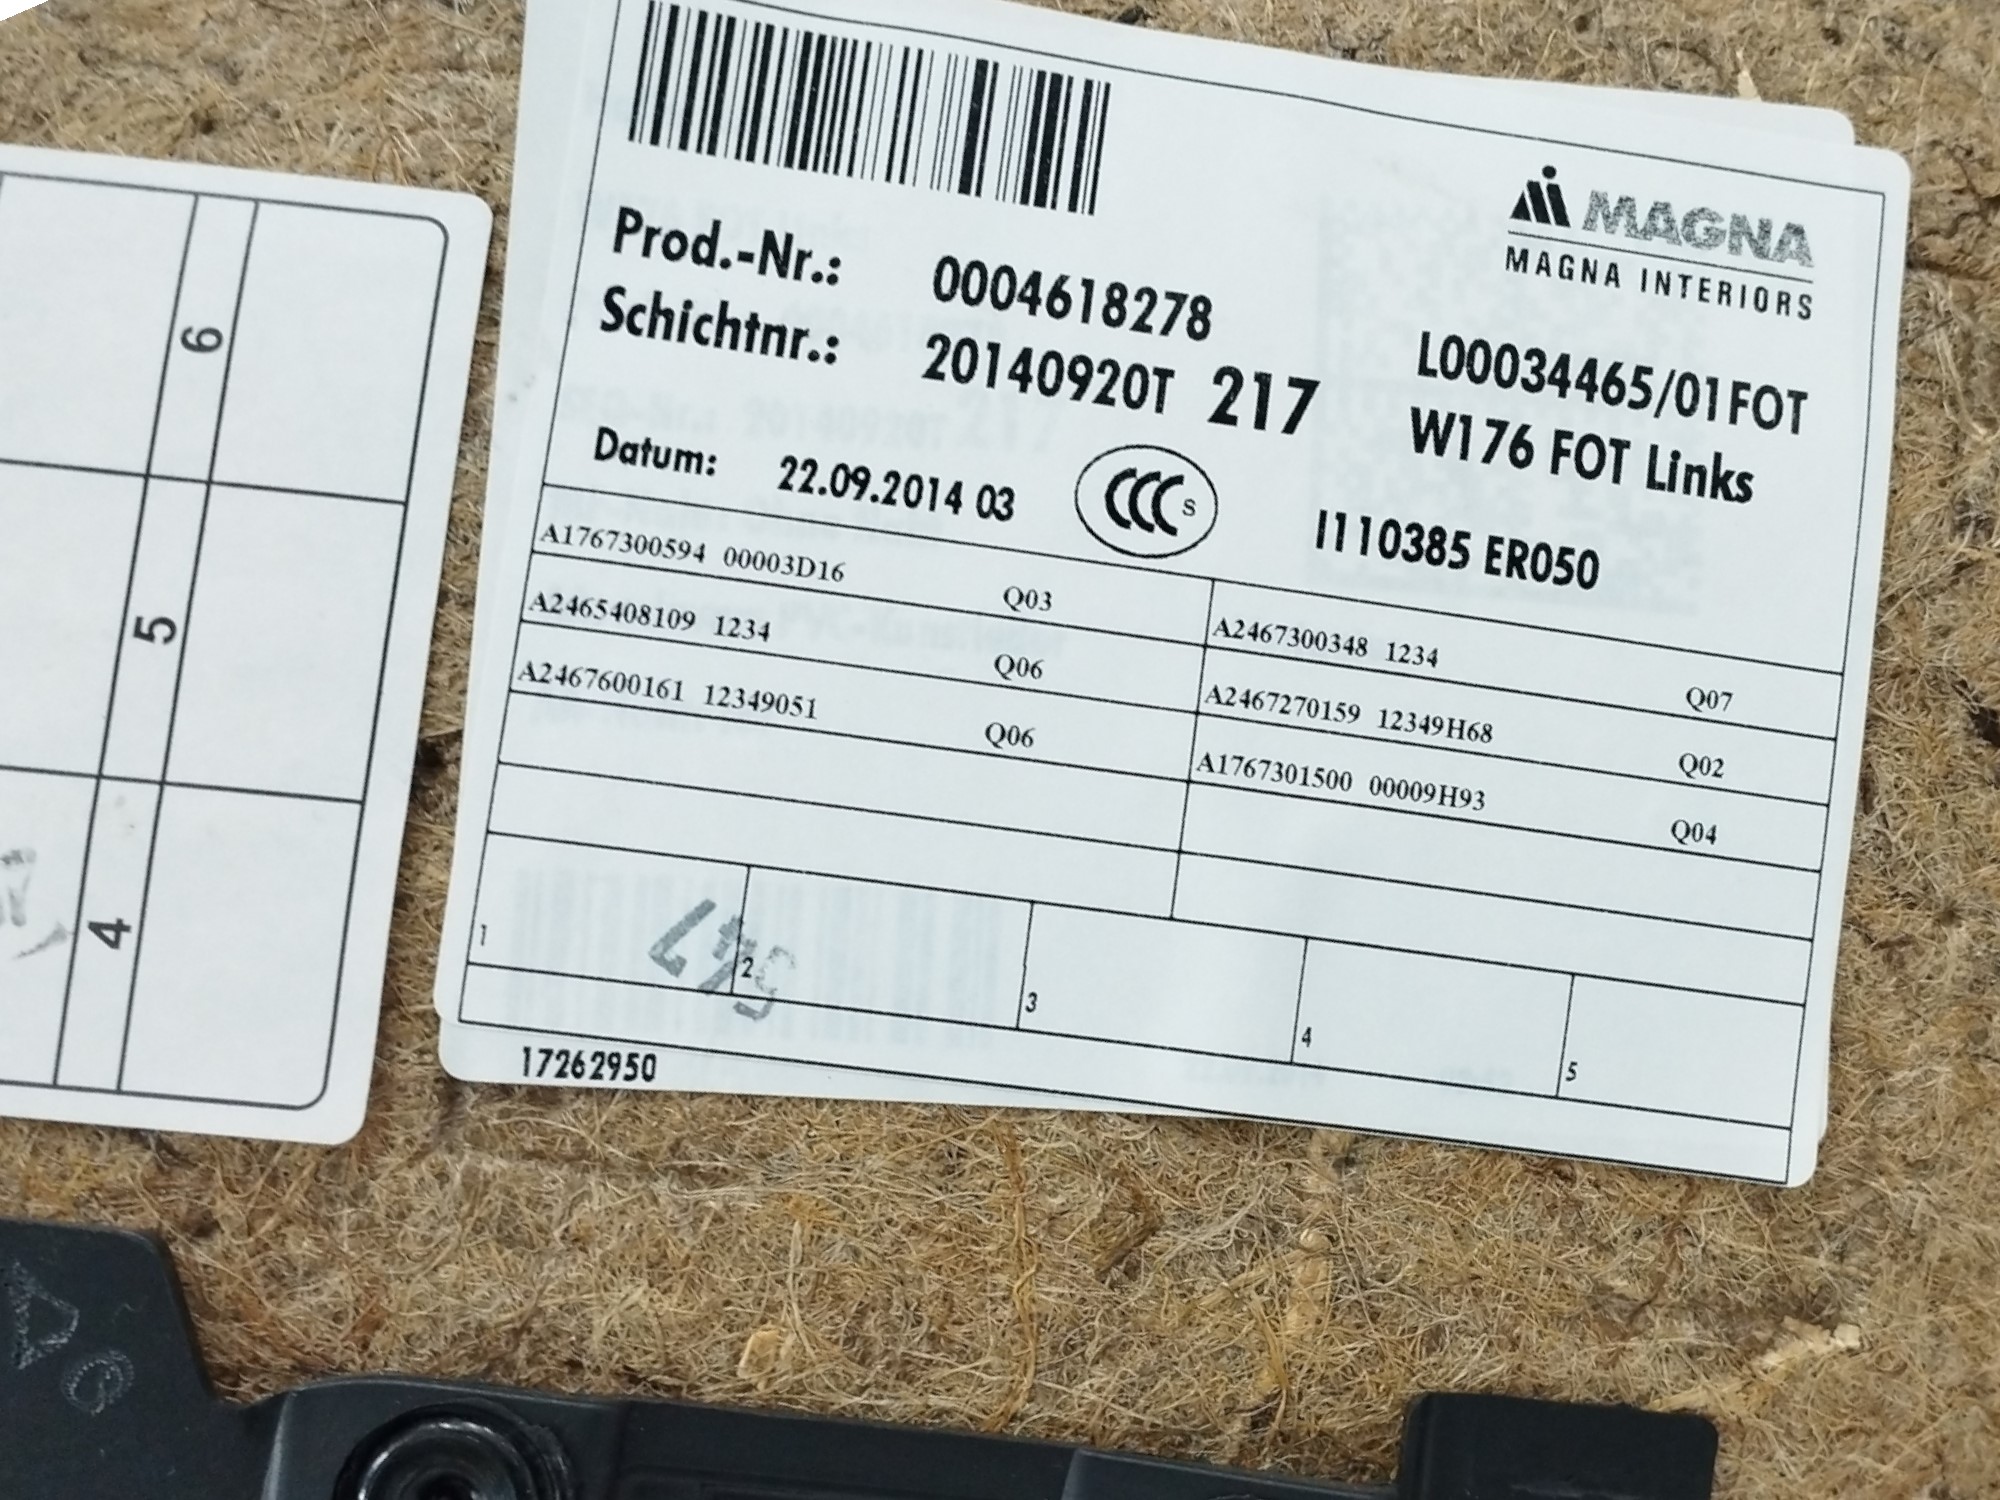 MAGNA
MAGNA INTERIORS
Prod.-Nr.: 0004618278
Schichtnr.: 20140920T 217
L00034465/01FOT
W176 FOT Links
Datum: 22.09.2014 03
CCC S
I110385 ER050
A1767300594 00003D16 Q03
A2467300348 1234 Q07
A2465408109 1234 Q06
A2467270159 12349H68 Q02
A2467600161 12349051 Q06
A1767301500 00009H93 Q04
1
2
3
4
5
547
17262950
6
5
4